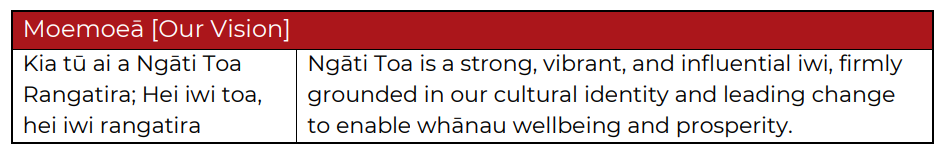 Moemoeā [Our Vision]
Kia tū ai a Ngāti Toa
Rangatira; Hei iwi toa,
hei iwi rangatira
Ngāti Toa is a strong, vibrant, and influential iwi, firmly
grounded in our cultural identity and leading change
to enable whānau wellbeing and prosperity.